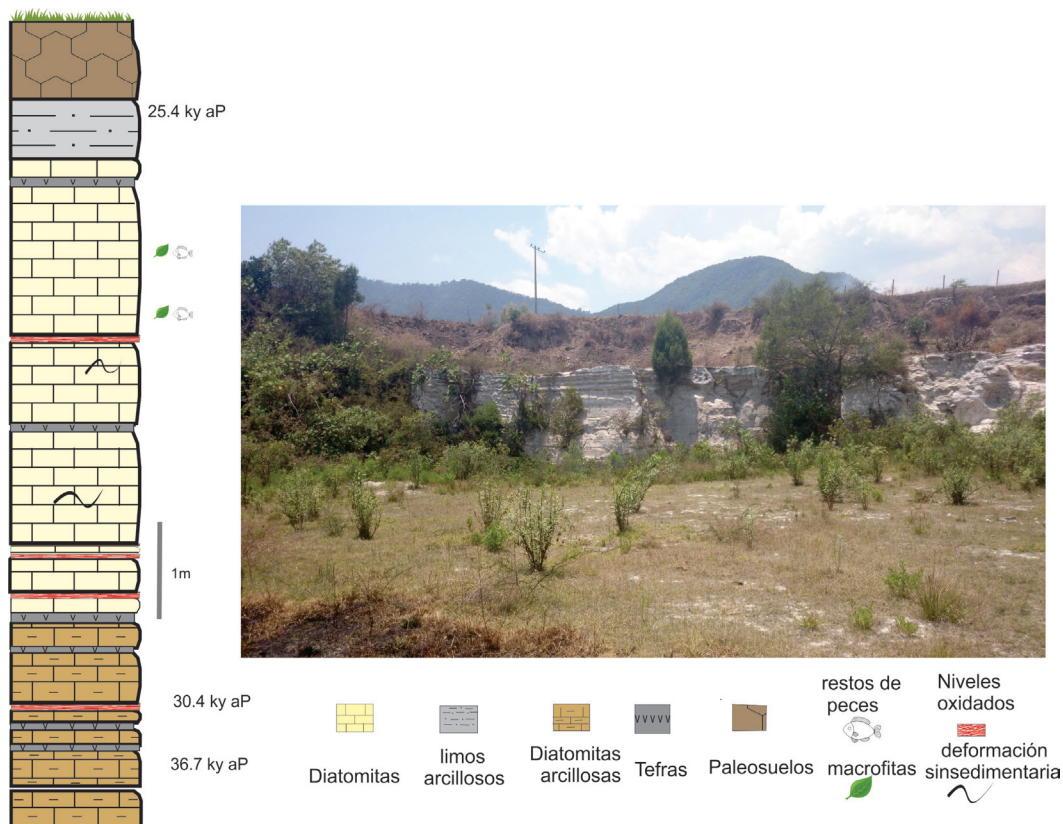 25.4 ky aP
1m
30.4 ky aP
36.7 ky aP
Diatomitas
limos
arcillosos
Diatomitas
arcillosas
Tefras
Paleosuelos
restos de
peces
macrofitas
Niveles
oxidados
deformación
sinsedimentaria